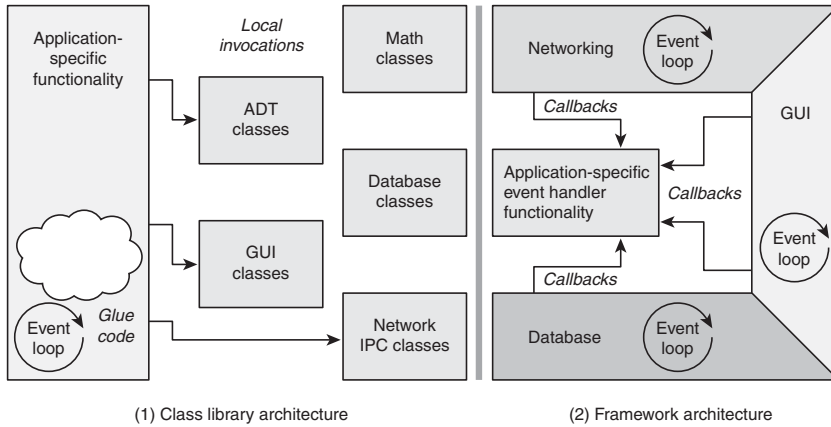 Application-
specific
functionality
Local
invocations
Math
classes
ADT
classes
Database
classes
GUI
classes
Glue
code
Event
loop
Network
IPC classes
(1) Class library architecture
Networking
Event
loop
Callbacks
GUI
Application-specific
event handler
functionality
Callbacks
Event
loop
Callbacks
Database
Event
loop
(2) Framework architecture